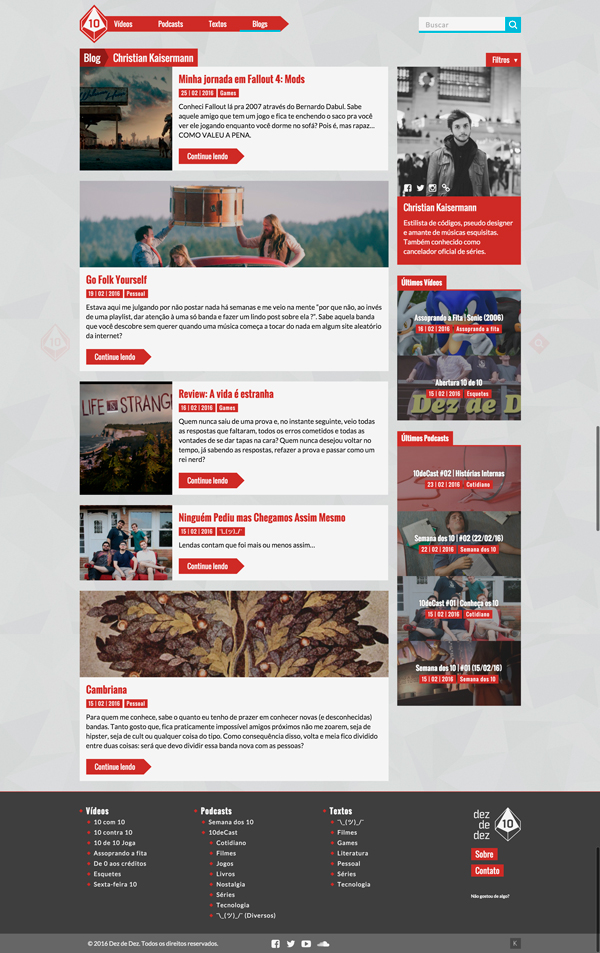 10
Vídeos
Podcasts
Textos
Blogs
Buscar
Blog
Christian Kaisermann
Filtros
Minha jornada em Fallout 4: Mods
25 | 02 | 2016
Games
Conheci Fallout lá pra 2007 através do Bernardo Dabul. Sabe
aquele amigo que tem um jogo e fica te enchendo o saco pra você
ver ele jogando enquanto você dorme no sofá? Pois é, mas rapaz…
COMO VALEU A PENA.
Continue lendo
Go Folk Yourself
19 | 02 | 2016
Pessoal
Estava aqui me julgando por não postar nada há semanas e me veio na mente “por que não, ao invés
de uma playlist, dar atenção à uma só banda e fazer um lindo post sobre ela ?”. Sabe aquela banda
que você descobre sem querer quando uma música começa a tocar do nada em algum site aleatório
da internet?
Continue lendo
LIFE IS STRANGE
Review: A vida é estranha
16 | 02 | 2016
Games
Quem nunca saiu de uma prova e, no instante seguinte, veio todas
as respostas que faltaram, todos os erros cometidos e todas as
vontades de se dar tapas na cara? Quem nunca desejou voltar no
tempo, já sabendo as respostas, refazer a prova e passar como um
rei nerd?
Continue lendo
Ninguém Pediu mas Chegamos Assim Mesmo
15 | 02 | 2016
¯\_(ツ)_/¯
Lendas contam que foi mais ou menos assim…
Continue lendo
Cambriana
15 | 02 | 2016
Pessoal
Para quem me conhece, sabe o quanto eu tenho de prazer em conhecer novas (e desconhecidas)
bandas. Tanto gosto que, fica praticamente impossível amigos próximos não me zoarem, seja de
hipster, seja de cult ou qualquer coisa do tipo. Como consequência disso, volta e meia fico dividido
entre duas coisas: será que devo dividir essa banda nova com as pessoas?
Continue lendo
Christian Kaisermann
Estilista de códigos, pseudo designer
e amante de músicas esquisitas.
Também conhecido como
cancelador oficial de séries.
Últimos Vídeos
Assoprando a Fita | Sonic (2006)
16 | 02 | 2016
Assoprando a fita
Abertura 10 de 10
15 | 02 | 2016
Esquetes
Dez de D
Últimos Podcasts
10deCast #02 | Histórias Internas
23 | 02 | 2016
Cotidiano
Semana dos 10 | #02 (22/02/16)
22 | 02 | 2016
Semana dos 10
10deCast #01 | Conheça os 10
15 | 02 | 2016
Cotidiano
Semana dos 10 | #01 (15/02/16)
15 | 02 | 2016
Semana dos 10
Vídeos
10 com 10
10 contra 10
10 de 10 Joga
Assoprando a fita
De 0 aos créditos
Esquetes
Sexta-feira 10
Podcasts
Semana dos 10
10deCast
Cotidiano
Filmes
Jogos
Livros
Nostalgia
Séries
Tecnologia
¯\_(ツ)_/¯ (Diversos)
Textos
¯\_(ツ)_/¯
Filmes
Games
Literatura
Pessoal
Séries
Tecnologia
dez
de
dez
10
Sobre
Contato
Não gostou de algo?
© 2016 Dez de Dez. Todos os direitos reservados.
K